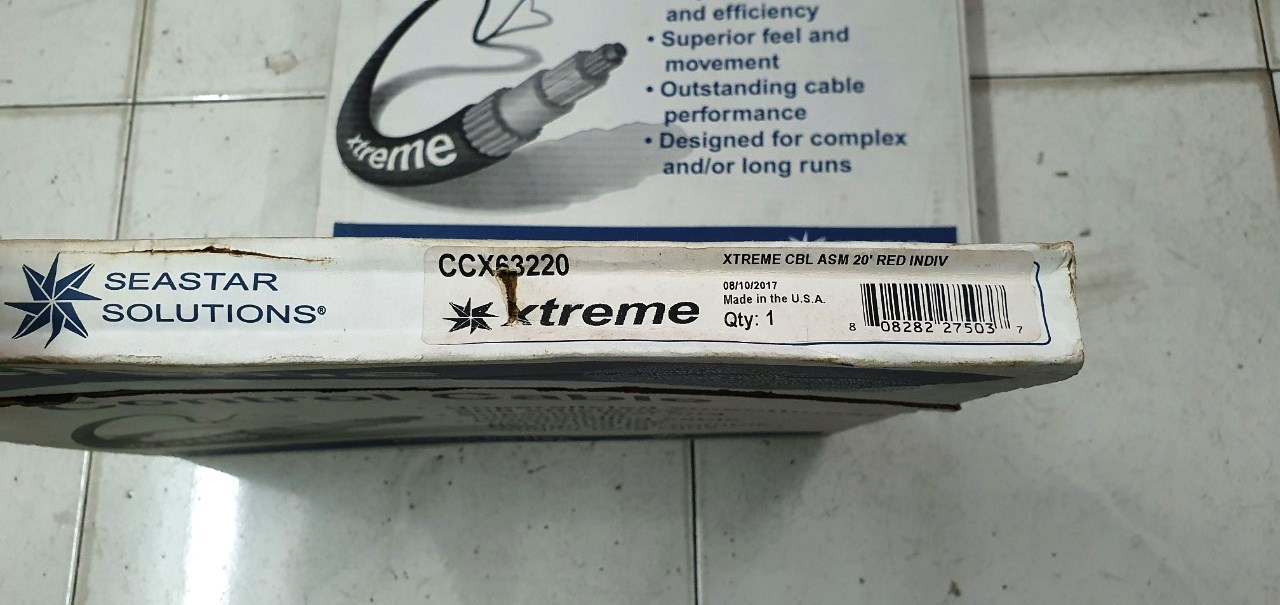 and efficiency
• Superior feel and
movement
• Outstanding cable
performance
• Designed for complex
and/or long runs
xtreme
SEASTAR
SOLUTIONS®
CCX63220
xtreme
XTREME CBL ASM 20' RED INDIV
08/10/2017
Made in the U.S.A.
Qty: 1
8 08282 27503 7
Control Cable